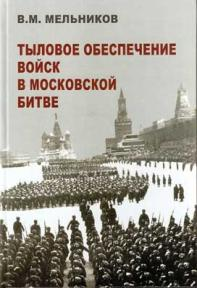 В.М. МЕЛЬНИКОВ
ТЫЛОВОЕ ОБЕСПЕЧЕНИЕ
ВОЙСК
В МОСКОВСКОЙ
БИТВЕ